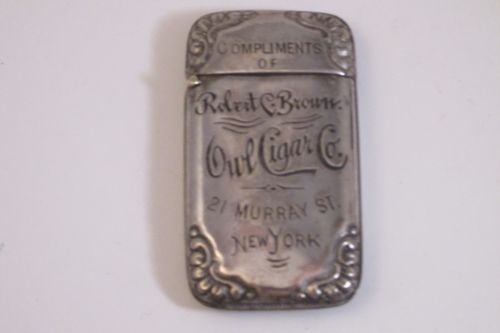 COMPLIMENTS
OF
Robert C. Brown.
Owl Cigar Co.
21 MURRAY ST.
NEW YORK